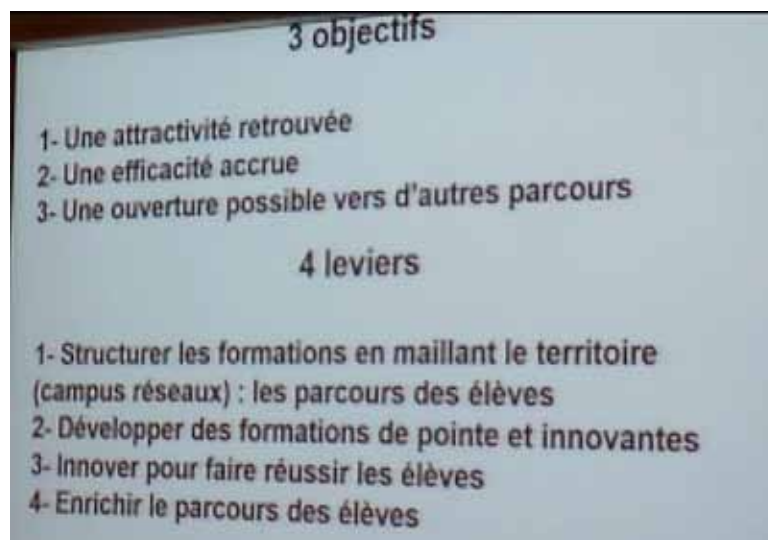 3 objectifs
1- Une attractivité retrouvée
2- Une efficacité accrue
3- Une ouverture possible vers d'autres parcours
4 leviers
1- Structurer les formations en maillant le territoire
(campus réseaux) : les parcours des élèves
2- Développer des formations de pointe et innovantes
3- Innover pour faire réussir les élèves
4- Enrichir le parcours des élèves